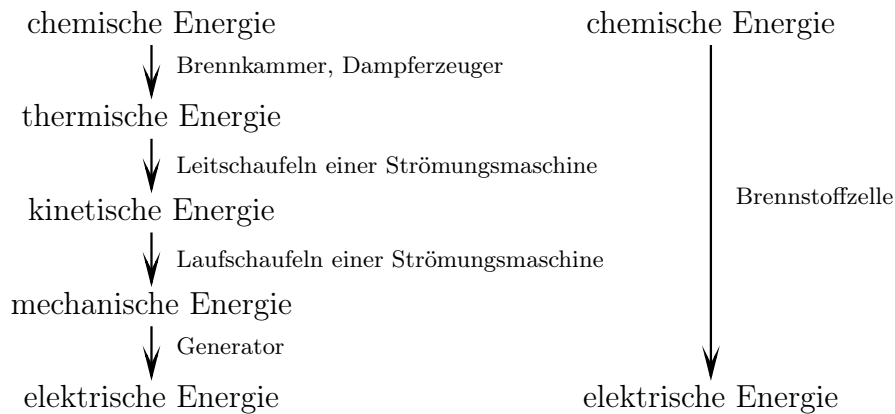 chemische Energie
Brennkammer, Dampferzeuger
thermische Energie
Leitschaufeln einer Strömungsmaschine
kinetische Energie
Laufschaufeln einer Strömungsmaschine
mechanische Energie
Generator
elektrische Energie
chemische Energie
Brennstoffzelle
elektrische Energie